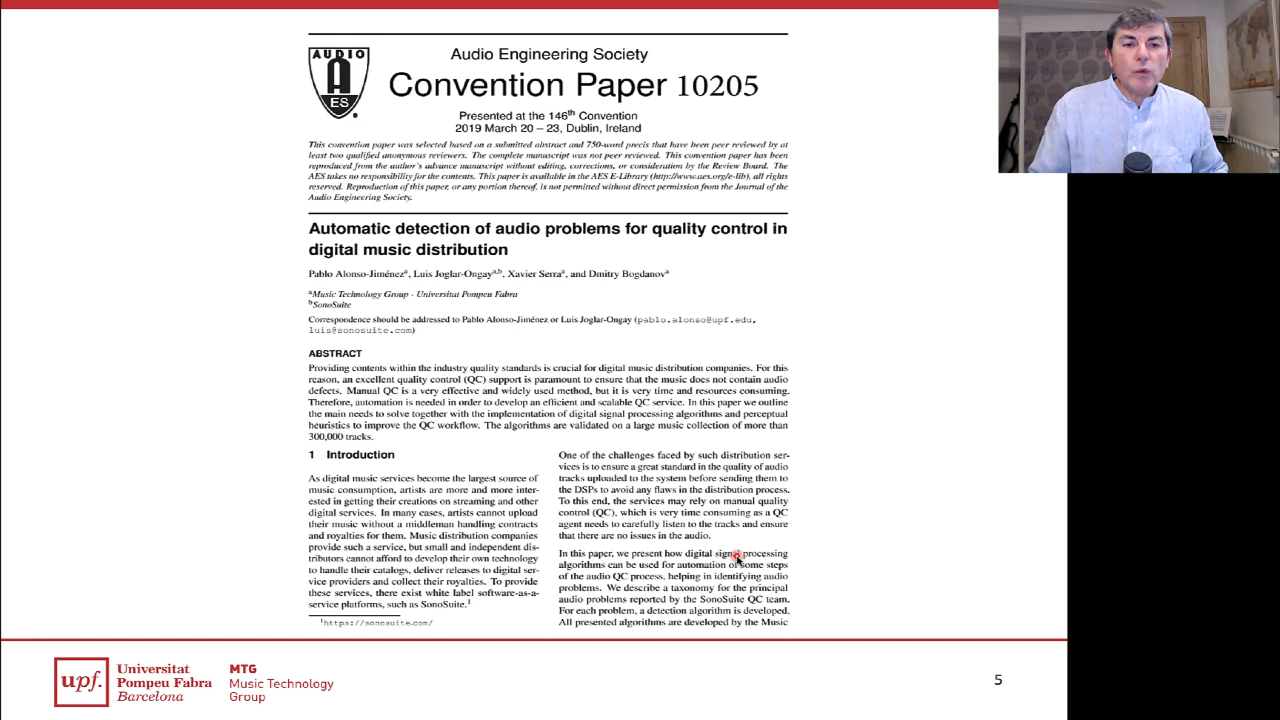 AUDIO
A
ES
Audio Engineering Society
Convention Paper 10205
Presented at the 146th Convention
2019 March 20 – 23, Dublin, Ireland
This convention paper was selected based on a submitted abstract and 750-word precis that have been peer reviewed by at
least two qualified anonymous reviewers. The complete manuscript was not peer reviewed. This convention paper has been
reproduced from the author's advance manuscript without editing, corrections, or consideration by the Review Board. The
AES takes no responsibility for the contents. This paper is available in the AES E-Library (http://www.aes.org/e-lib), all rights
reserved. Reproduction of this paper, or any portion thereof, is not permitted without direct permission from the Journal of the
Audio Engineering Society.
Automatic detection of audio problems for quality control in
digital music distribution
Pablo Alonso-Jiménezᵃ, Luis Joglar-Ongayᵃ,ᵇ, Xavier Serraᵃ, and Dmitry Bogdanovᵃ
ᵃMusic Technology Group - Universitat Pompeu Fabra
ᵇSonoSuite
Correspondence should be addressed to Pablo Alonso-Jiménez or Luis Joglar-Ongay (pablo.alonso@upf.edu,
luis@sonosuite.com)
ABSTRACT
Providing contents within the industry quality standards is crucial for digital music distribution companies. For this
reason, an excellent quality control (QC) support is paramount to ensure that the music does not contain audio
defects. Manual QC is a very effective and widely used method, but it is very time and resources consuming.
Therefore, automation is needed in order to develop an efficient and scalable QC service. In this paper we outline
the main needs to solve together with the implementation of digital signal processing algorithms and perceptual
heuristics to improve the QC workflow. The algorithms are validated on a large music collection of more than
300,000 tracks.
1 Introduction
As digital music services become the largest source of
music consumption, artists are more and more inter-
ested in getting their creations on streaming and other
digital services. In many cases, artists cannot upload
their music without a middleman handling contracts
and royalties for them. Music distribution companies
provide such a service, but small and independent dis-
tributors cannot afford to develop their own technology
to handle their catalogs, deliver releases to digital ser-
vice providers and collect their royalties. To provide
these services, there exist white label software-as-a-
service platforms, such as SonoSuite.¹
¹https://sonosuite.com/
One of the challenges faced by such distribution ser-
vices is to ensure a great standard in the quality of audio
tracks uploaded to the system before sending them to
the DSPs to avoid any flaws in the distribution process.
To this end, the services may rely on manual quality
control (QC), which is very time consuming as a QC
agent needs to carefully listen to the tracks and ensure
that there are no issues in the audio.
In this paper, we present how digital signal processing
algorithms can be used for automation of some steps
of the audio QC process, helping in identifying audio
problems. We describe a taxonomy for the principal
audio problems reported by the SonoSuite QC team.
For each problem, a detection algorithm is developed.
All presented algorithms are developed by the Music
upf.
Universitat
Pompeu Fabra
Barcelona
MTG
Music Technology
Group
5